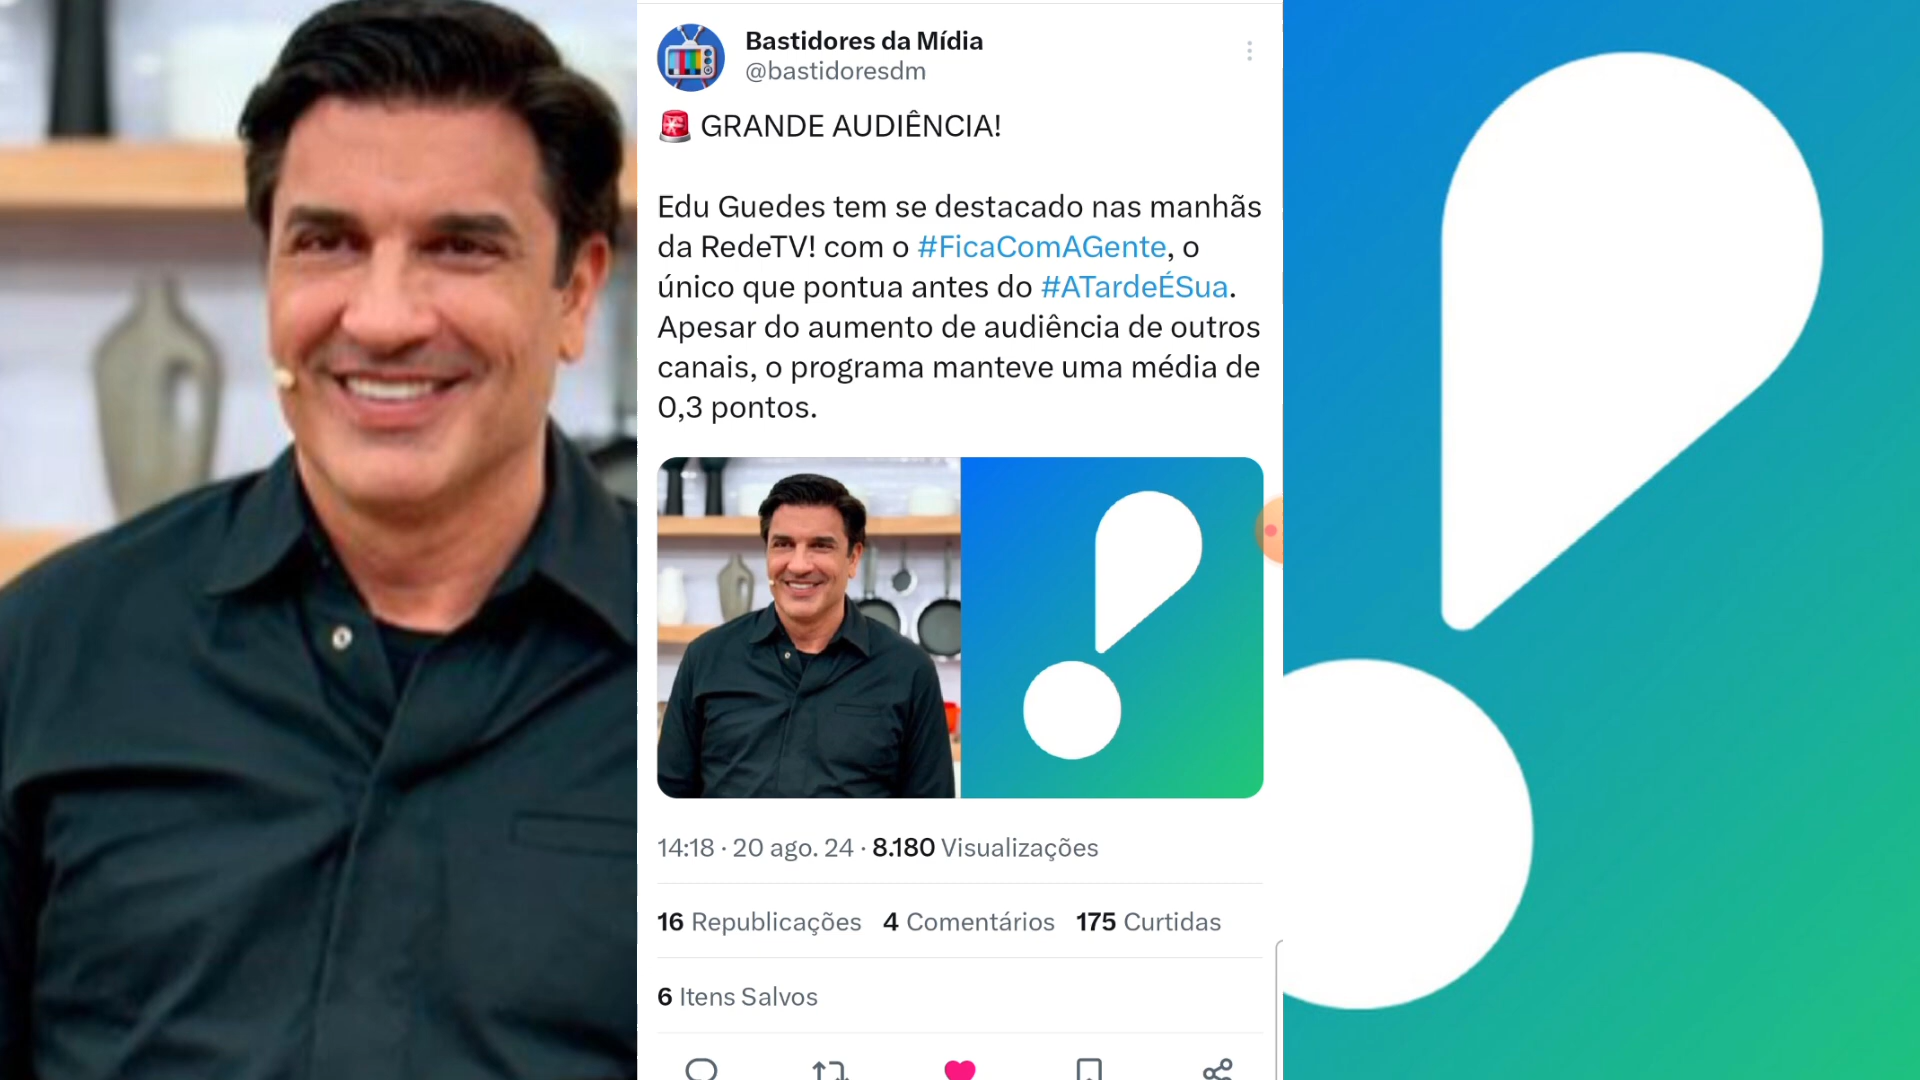 Bastidores da Mídia
@bastidoresdm
🚨 GRANDE AUDIÊNCIA!
Edu Guedes tem se destacado nas manhãs
da RedeTV! com o #FicaComAGente, o
único que pontua antes do #ATardeÉSua.
Apesar do aumento de audiência de outros
canais, o programa manteve uma média de
0,3 pontos.
14:18 · 20 ago. 24 · 8.180 Visualizações
16 Republicações 4 Comentários 175 Curtidas
6 Itens Salvos